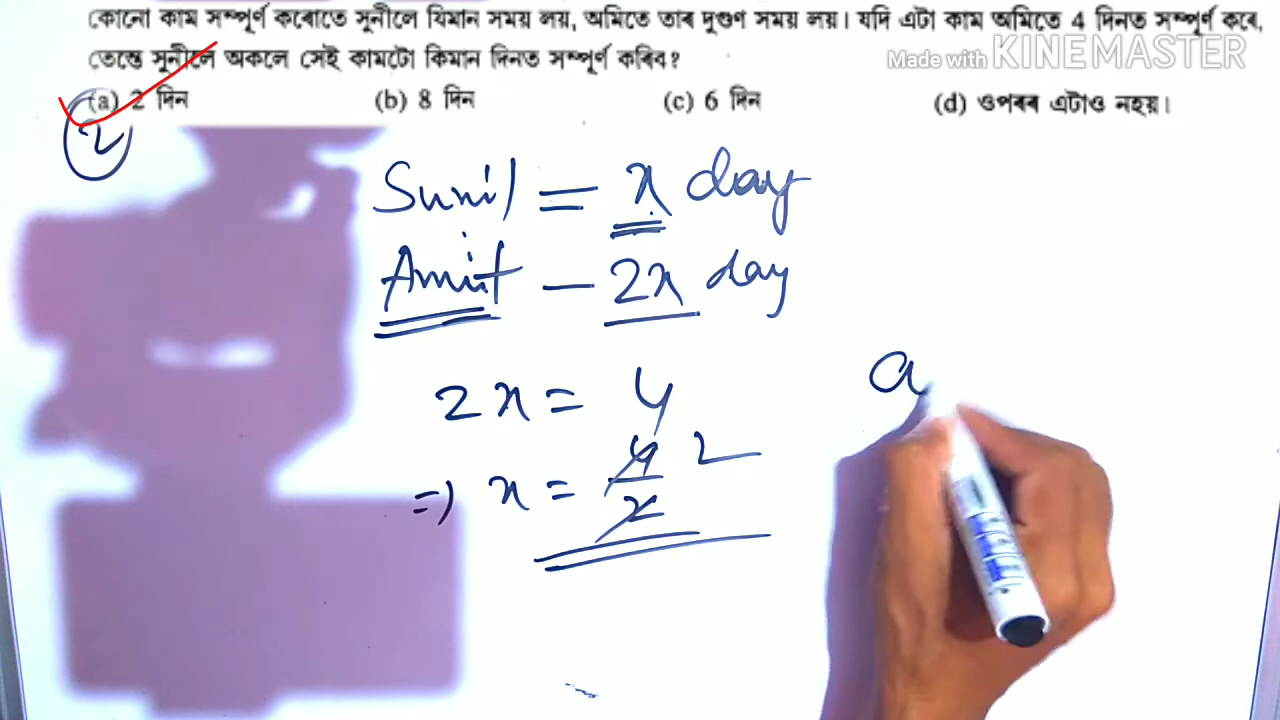 কোনো কাম সম্পূৰ্ণ কৰোতে সুনীলে যিমান সময় লয়, অমিতে তাৰ দুগুণ সময় লয়। যদি এটা কাম অমিতে 4 দিনত সম্পূৰ্ণ কৰে,
তেন্তে সুনীলে অকলে সেই কামটো কিমান দিনত সম্পূৰ্ণ কৰিব?
Made with KINEMASTER
(a) 2 দিন (b) 8 দিন (c) 6 দিন (d) ওপৰৰ এটাও নহয়।
2
Sunil = x day
Amit - 2x day
2x = 4
a
=) x = 4/2 2